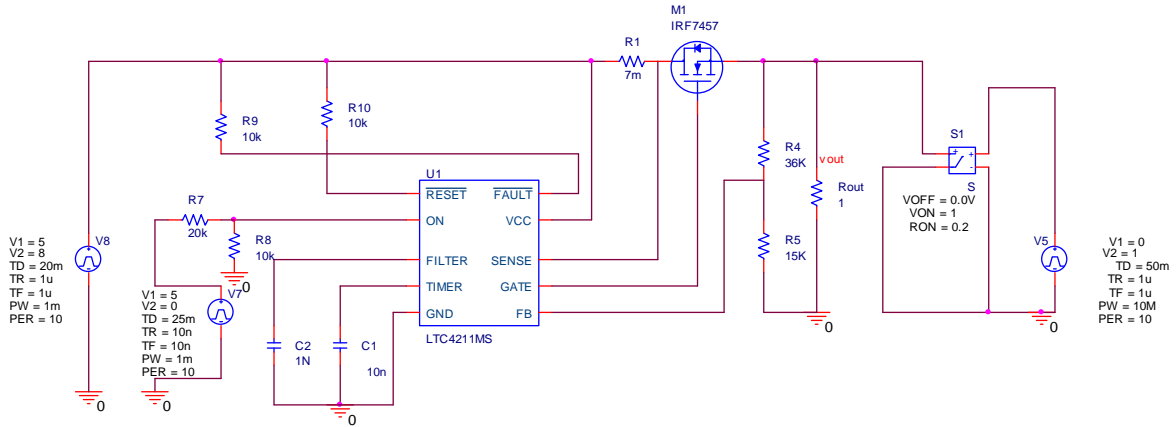 M1
IRF7457
R1
7m
R9
10k
R10
10k
R4
36K
vout
Rout
1
R5
15K
S1
S
VOFF = 0.0V
VON = 1
RON = 0.2
U1
RESET
FAULT
ON
VCC
FILTER
SENSE
TIMER
GATE
GND
FB
LTC4211MS
R7
20k
R8
10k
0
V8
V1 = 5
V2 = 8
TD = 20m
TR = 1u
TF = 1u
PW = 1m
PER = 10
V7
V1 = 5
V2 = 0
TD = 25m
TR = 10n
TF = 10n
PW = 1m
PER = 10
C2
1N
C1
10n
V5
V1 = 0
V2 = 1
TD = 50m
TR = 1u
TF = 1u
PW = 10M
PER = 10
0
0
0
0
0